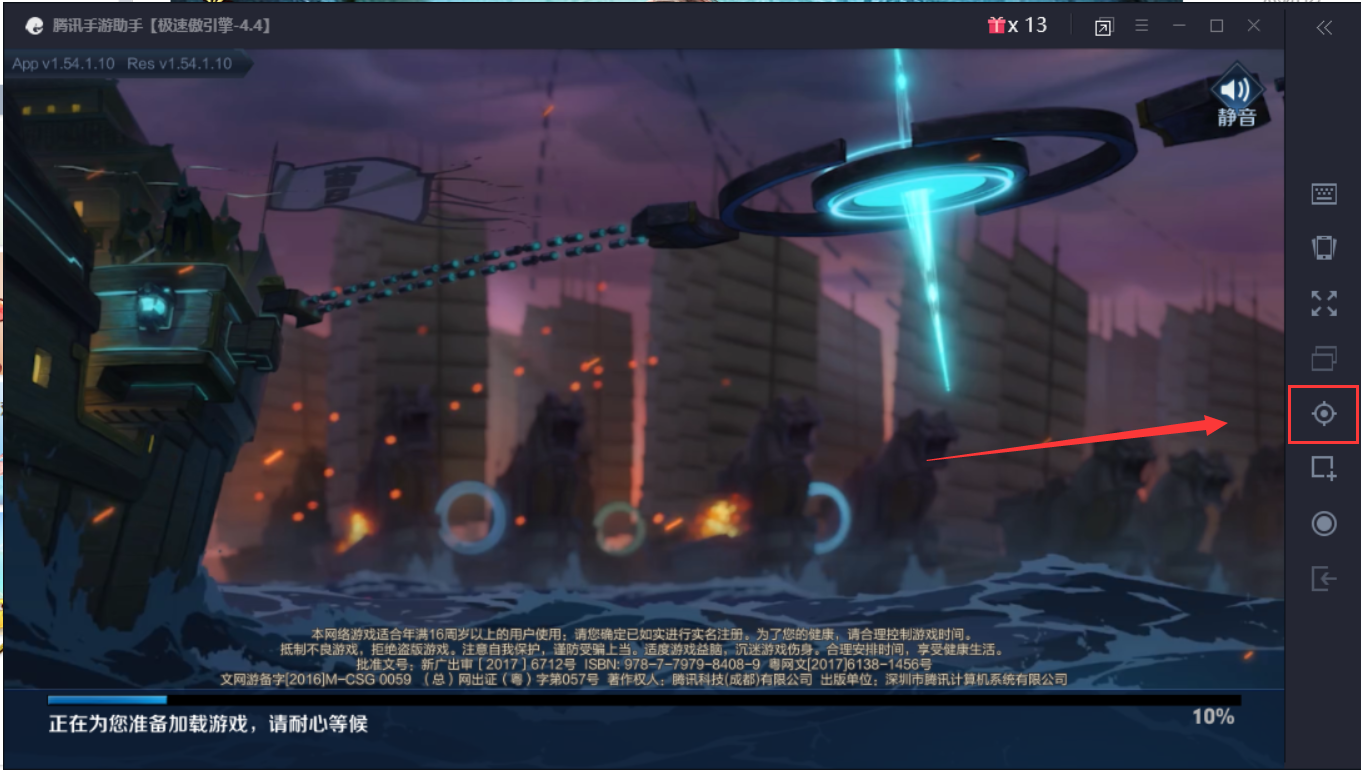 腾讯手游助手【极速傲引擎-4.4】
x 13
App v1.54.1.10 Res v1.54.1.10
静音
曹
本网络游戏适合年满16周岁以上的用户使用；请您确定已如实进行实名注册。为了您的健康，请合理控制游戏时间。
抵制不良游戏，拒绝盗版游戏。注意自我保护，谨防受骗上当。适度游戏益脑，沉迷游戏伤身。合理安排时间，享受健康生活。
批准文号：新广出审［2017］6712号 ISBN: 978-7-7979-8408-9 粤网文[2017]6138-1456号
文网游备字[2016]M-CSG 0059 （总）网出证（粤）字第057号 著作权人：腾讯科技(成都)有限公司 出版单位：深圳市腾讯计算机系统有限公司
正在为您准备加载游戏，请耐心等候
10%